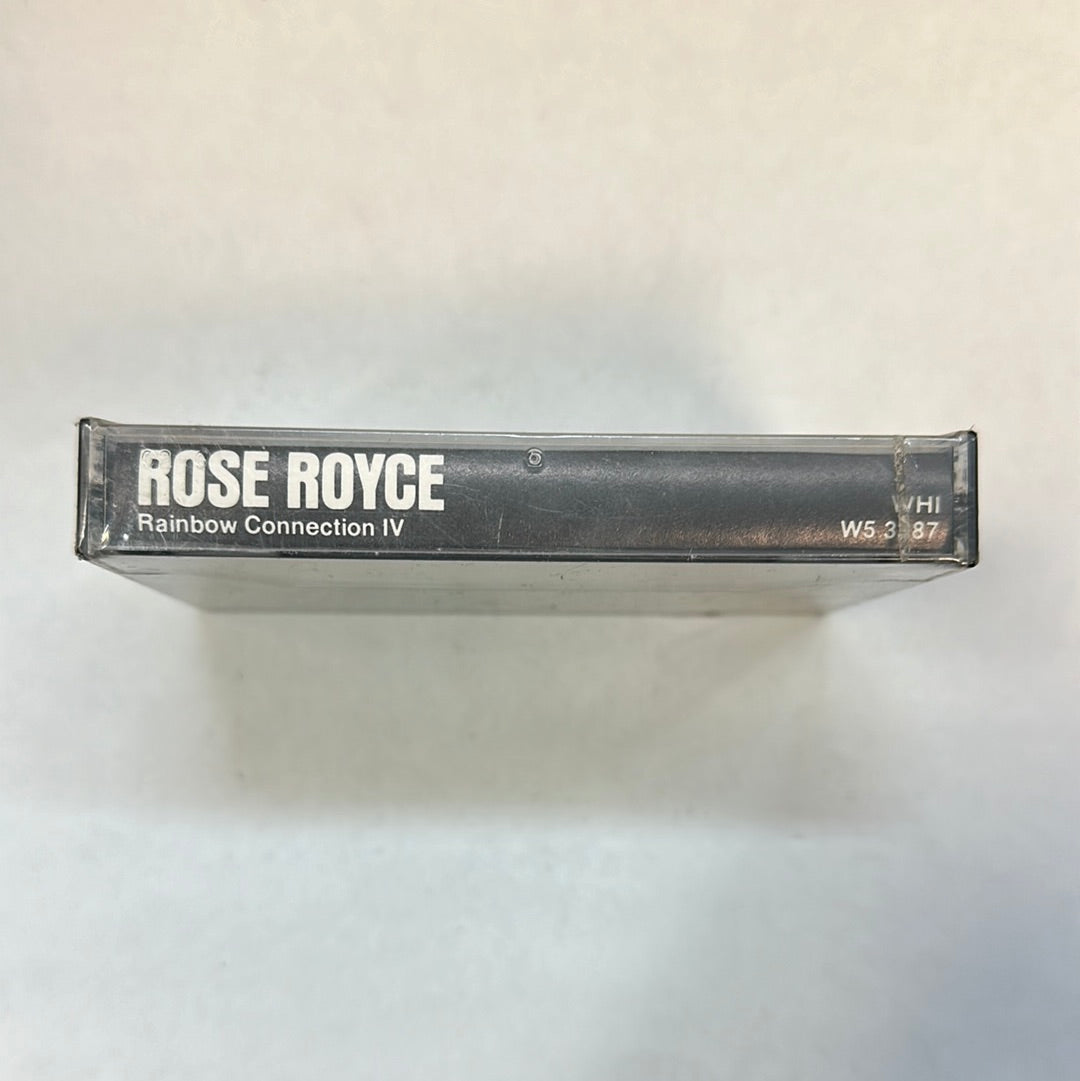 ROSE ROYCE
Rainbow Connection IV
WHI
W5